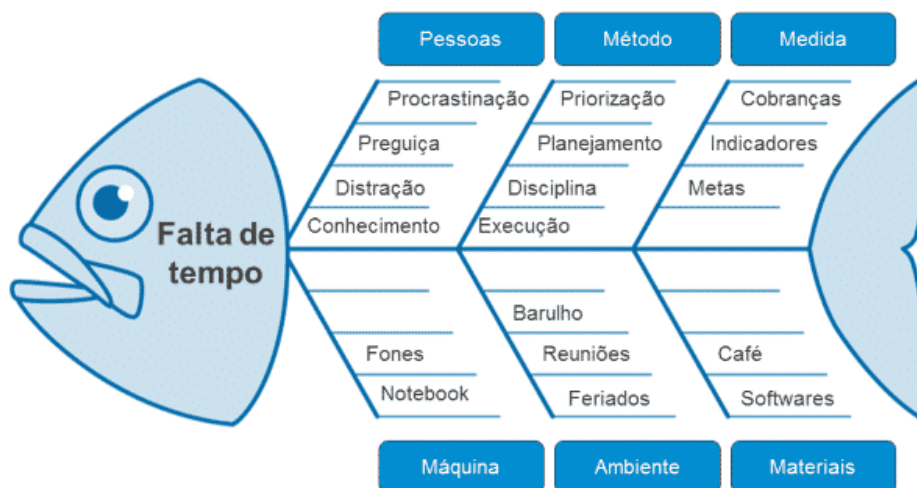 Pessoas
Método
Medida
Procrastinação
Priorização
Cobranças
Preguiça
Planejamento
Indicadores
Distração
Disciplina
Metas
Conhecimento
Execução
Falta de
tempo
Barulho
Fones
Reuniões
Café
Notebook
Feriados
Softwares
Máquina
Ambiente
Materiais